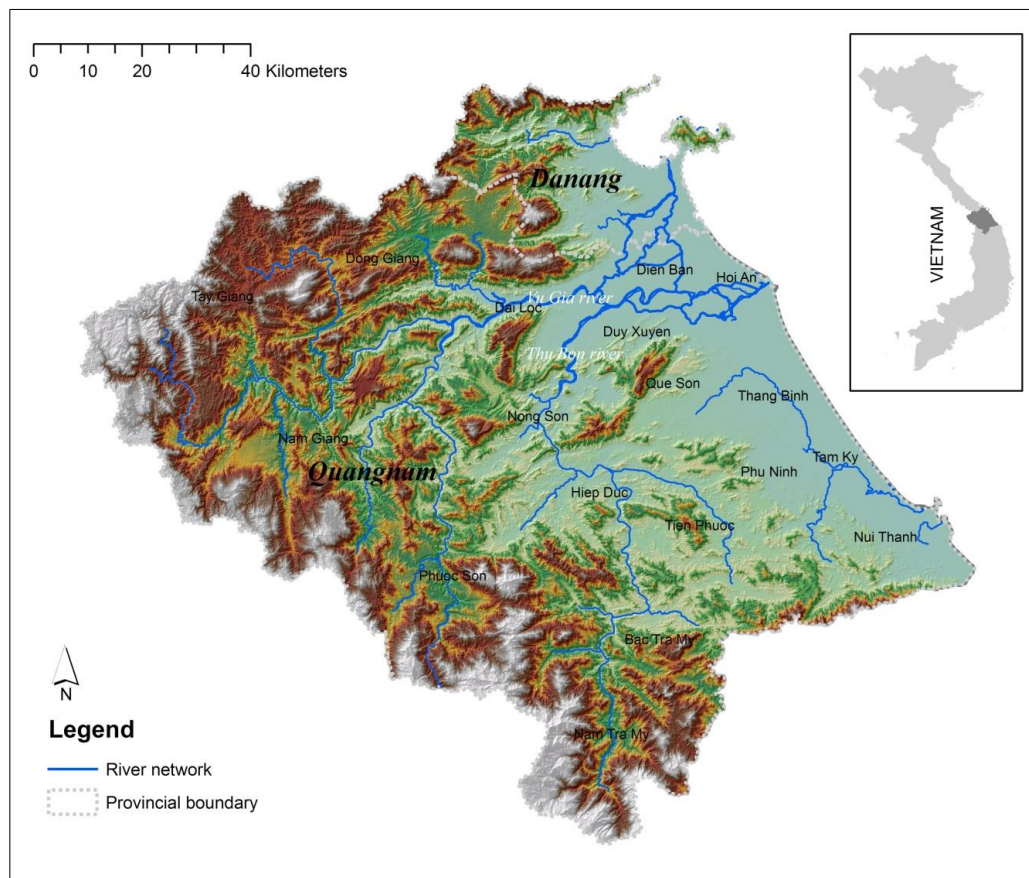 0 10 20 40 Kilometers
VIETNAM
Danang
Dong Giang
Tay Giang
Dien Ban
Hoi An
Vu Gia river
Dai Loc
Duy Xuyen
Thu Bon river
Que Son
Thang Binh
Nong Son
Nam Giang
Quangnam
Tam Ky
Phu Ninh
Hiep Duc
Tien Phuoc
Nui Thanh
Phuoc Son
Bac Tra My
Nam Tra My
N
Legend
River network
Provincial boundary